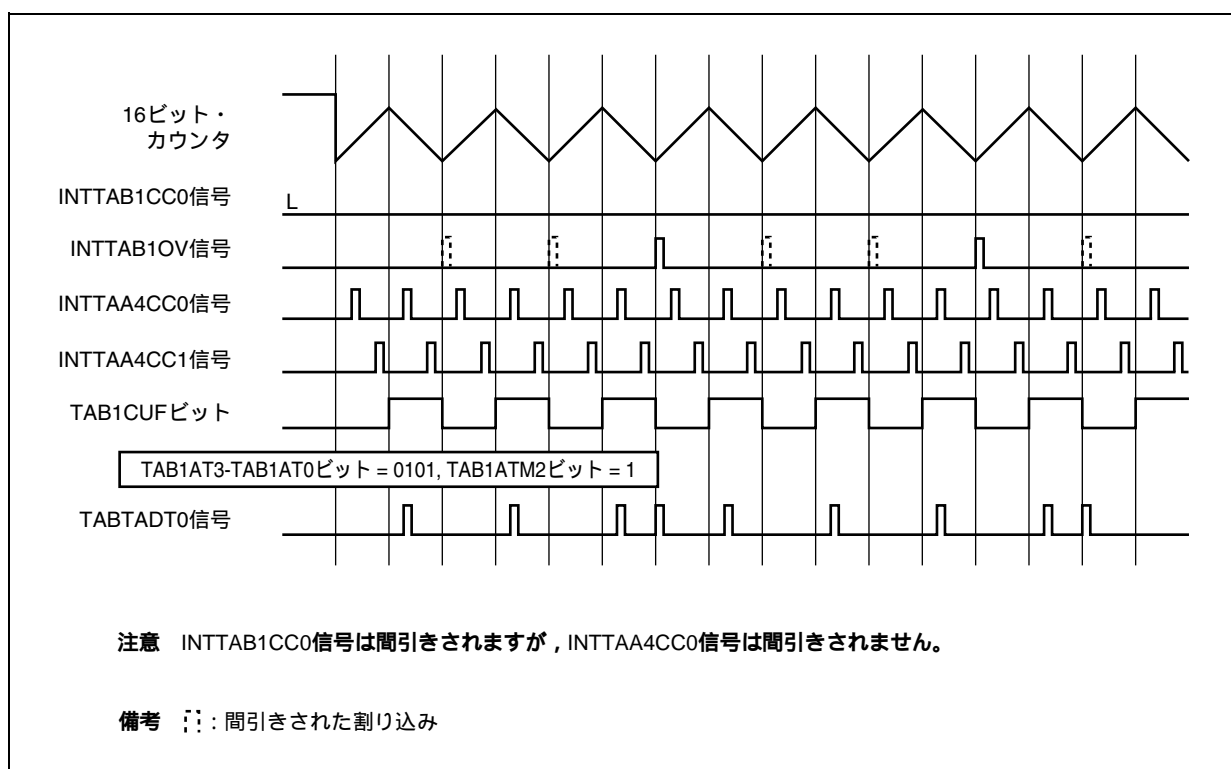 16ビット・
カウンタ
INTTAB1CC0信号
L
INTTAB1OV信号
INTTAA4CC0信号
INTTAA4CC1信号
TAB1CUFビット
TAB1AT3-TAB1AT0ビット = 0101, TAB1ATM2ビット = 1
TABTADT0信号
注意 INTTAB1CC0信号は間引きされますが，INTTAA4CC0信号は間引きされません。
備考 ：間引きされた割り込み